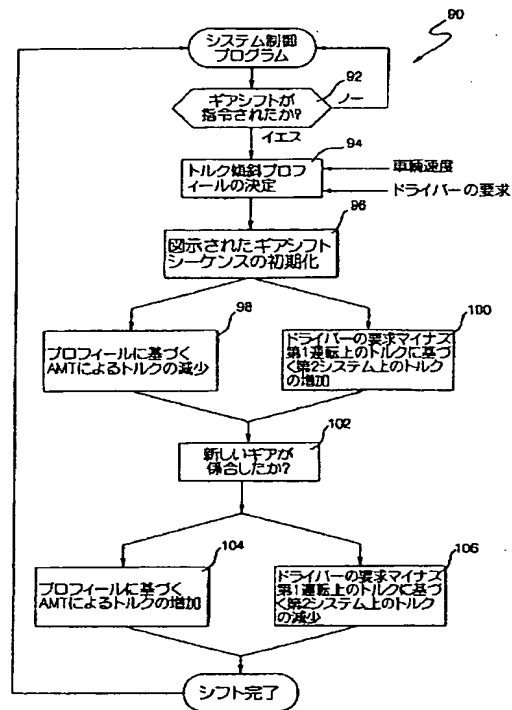 90
システム制御
プログラム
92
ギアシフトが
指令されたか?
ノー
イエス
94
トルク傾斜プロフ
ィールの決定
車輌速度
ドライバーの要求
96
図示されたギアシフト
シーケンスの初期化
98
プロフィールに基づく
AMTによるトルクの減少
100
ドライバーの要求マイナス
第1運転上のトルクに基づ
く第2システム上のトルク
の増加
102
新しいギアが
係合したか?
104
プロフィールに基づく
AMTによるトルクの増加
106
ドライバーの要求マイナス
第1運転上のトルクに基づ
く第2システム上のトルク
の減少
シフト完了